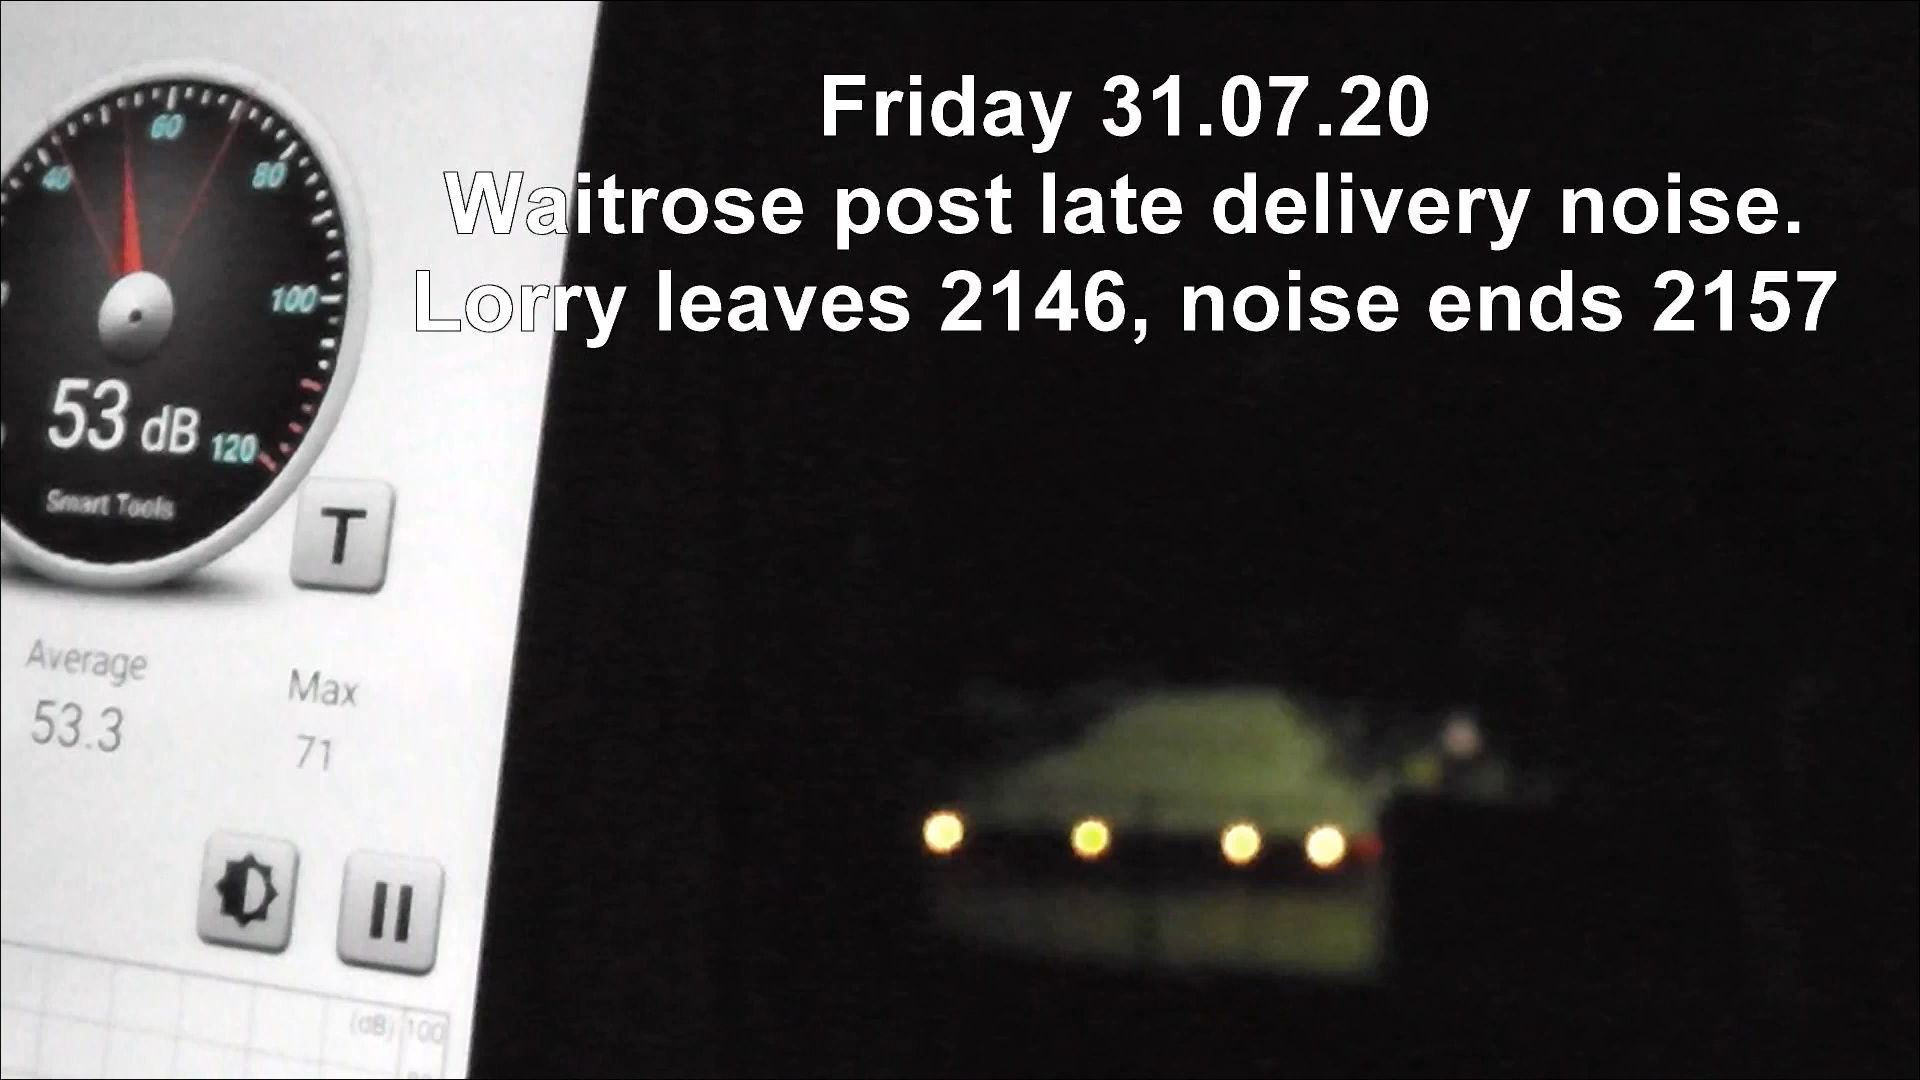 Friday 31.07.20
Waitrose post late delivery noise.
Lorry leaves 2146, noise ends 2157
40
60
80
100
120
53 dB
Smart Tools
T
Average
53.3
Max
71
(dB) 100